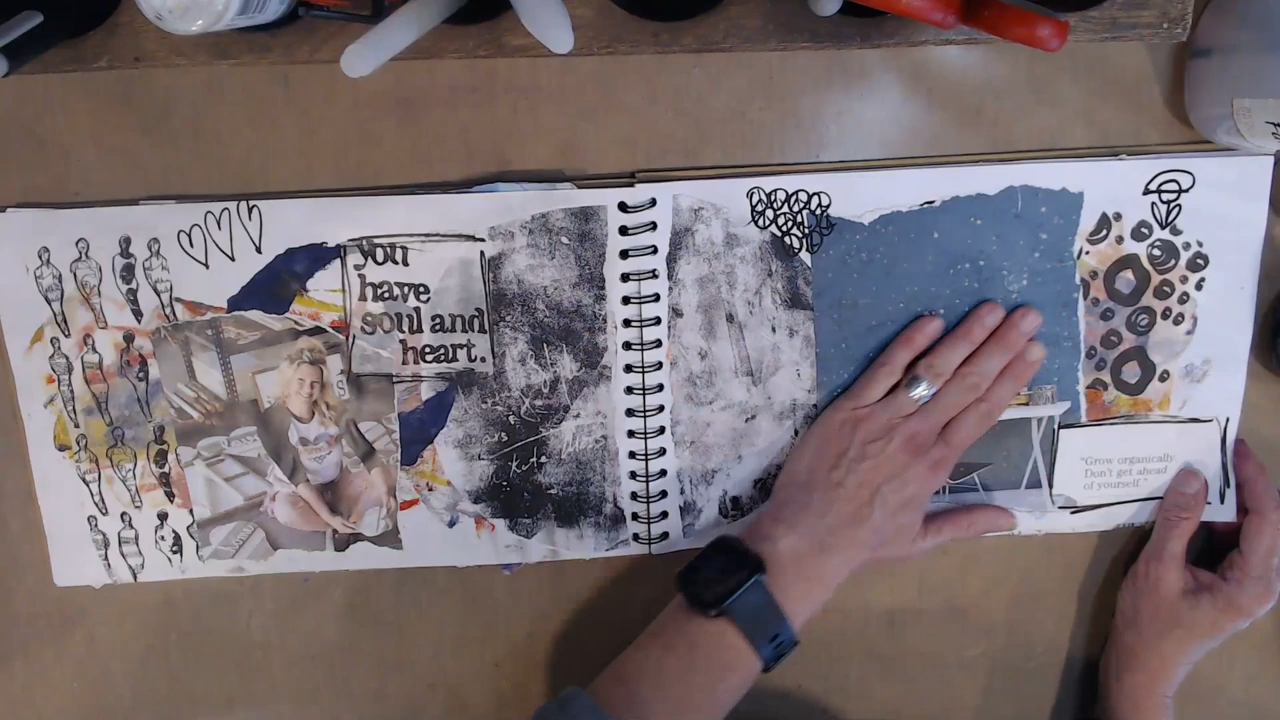 you
have
soul and
heart.
"Grow organically.
Don't get ahead
of yourself."